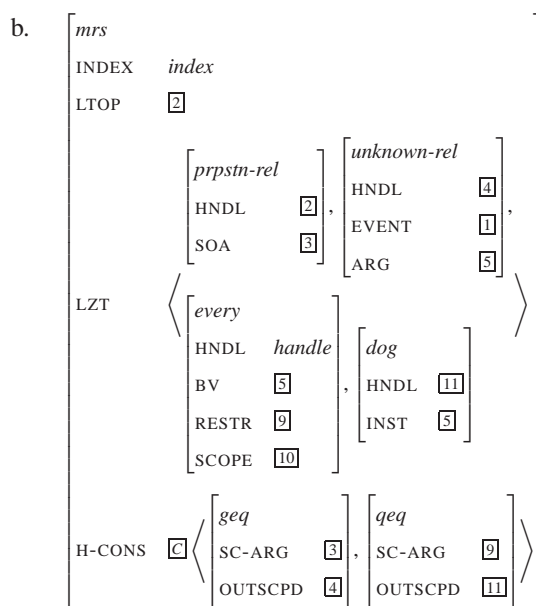 b.
mrs
INDEX index
LTOP 2
LZT
prpstn-rel
HNDL 2
SOA 3
,
unknown-rel
HNDL 4
EVENT 1
ARG 5
,
every
HNDL handle
BV 5
RESTR 9
SCOPE 10
,
dog
HNDL 11
INST 5
H-CONS C
geq
SC-ARG 3
OUTSCPD 4
,
qeq
SC-ARG 9
OUTSCPD 11